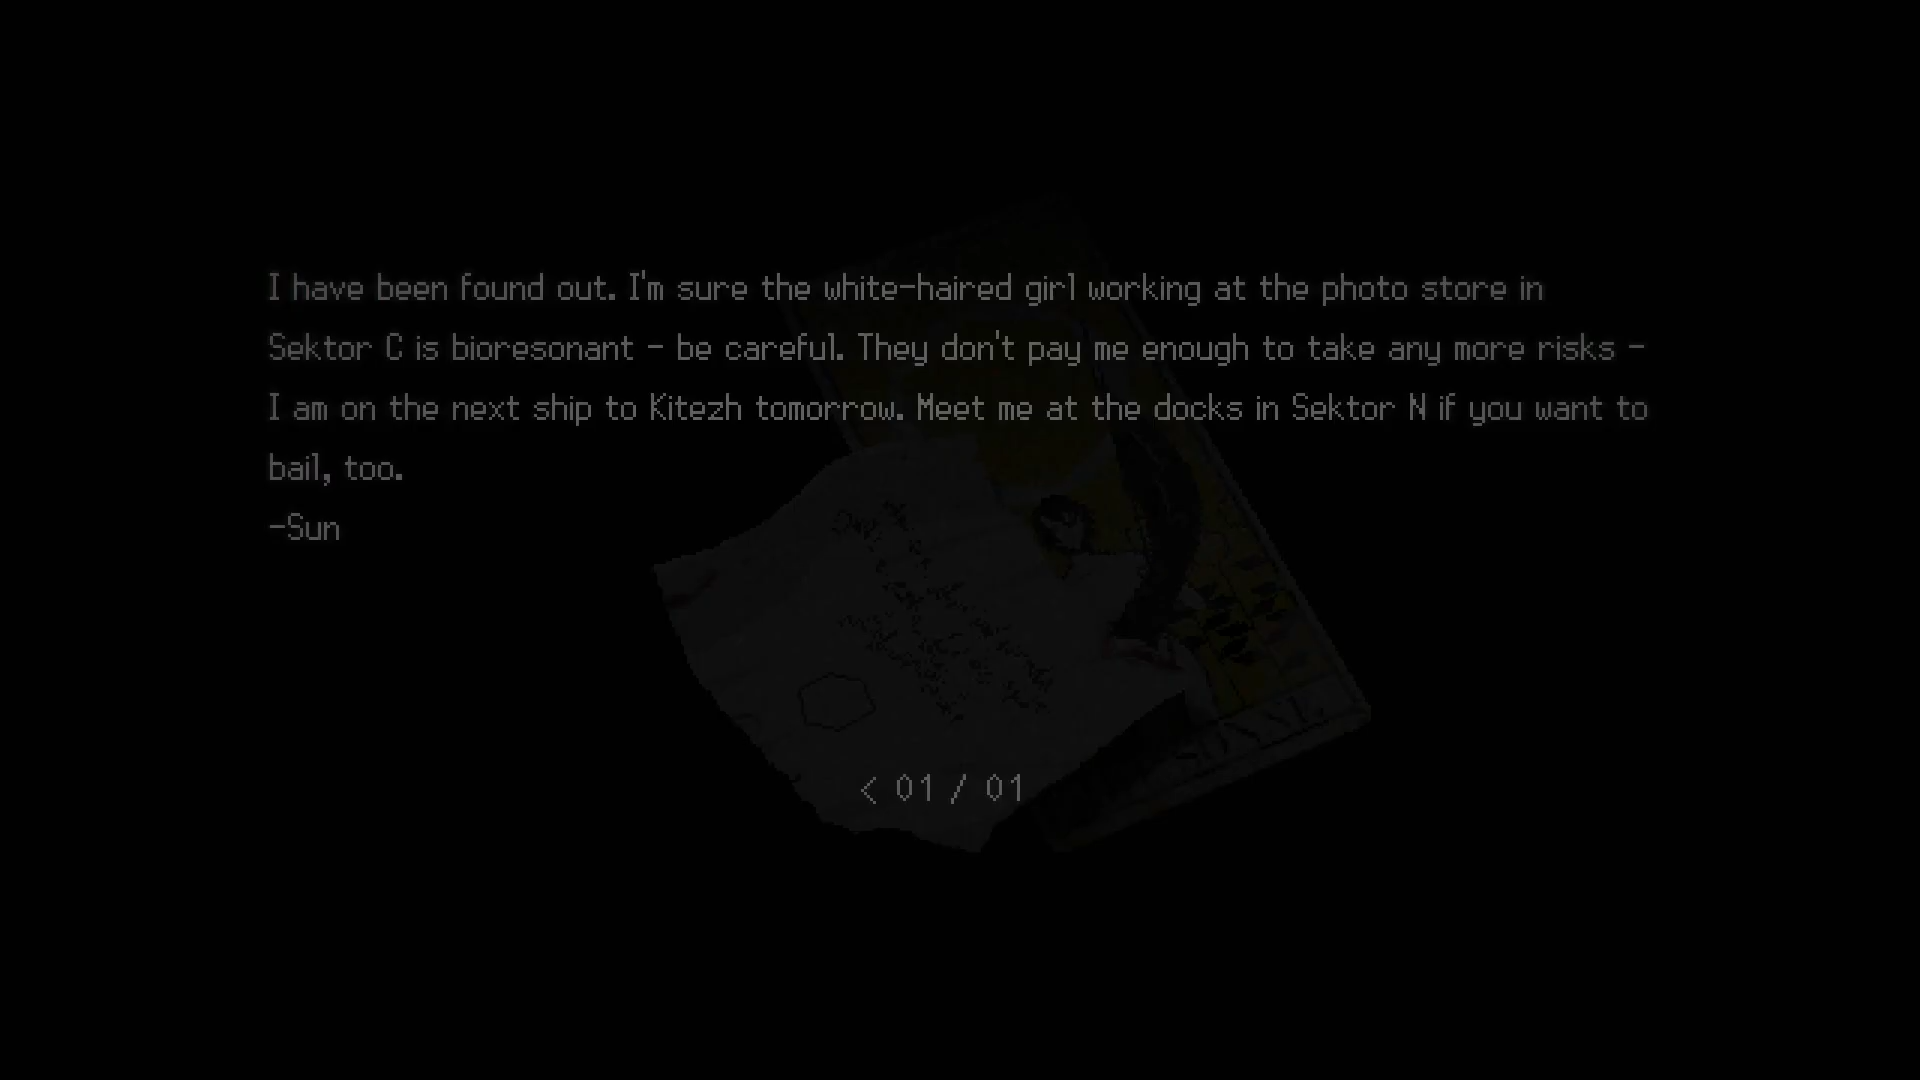 I have been found out. I'm sure the white-haired girl working at the photo store in
Sektor C is bioresonant - be careful. They don't pay me enough to take any more risks -
I am on the next ship to Kitezh tomorrow. Meet me at the docks in Sektor N if you want to
bail, too.
-Sun
< 01 / 01